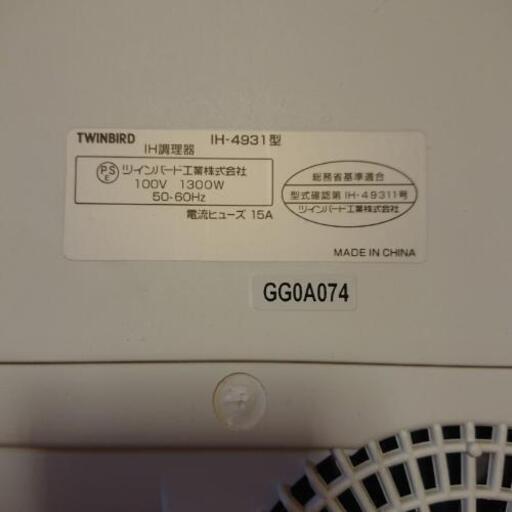 TWINBIRD IH-4931型
IH調理器
PS E ツインバード工業株式会社
100V 1300W
50-60Hz
電流ヒューズ 15A
総務省基準適合
型式確認第 IH-49311号
ツインバード工業株式会社
MADE IN CHINA
GG0A074